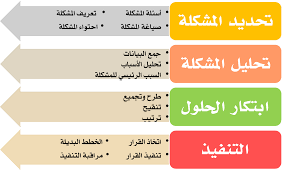 تحديد المشكلة
أسئلة المشكلة
تعريف المشكلة
صياغة المشكلة
احتواء المشكلة
تحليل المشكلة
جمع البيانات
تحليل الأسباب
السبب الرئيسي للمشكلة
ابتكار الحلول
طرح وتجميع
تنقيح
ترتيب
التنفيذ
اتخاذ القرار
الخطط البديلة
تنفيذ القرار
مراقبة التنفيذ